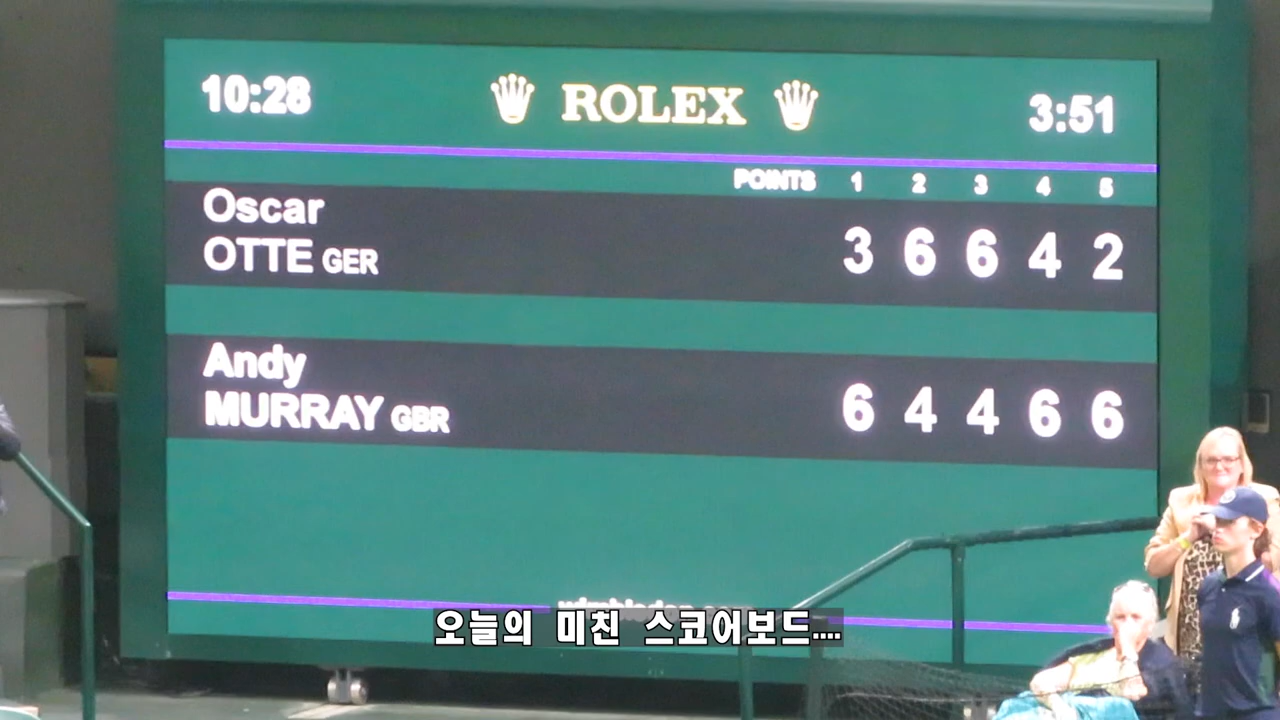 10:28 ROLEX 3:51
POINTS 1 2 3 4 5
Oscar
OTTE GER 3 6 6 4 2
Andy
MURRAY GBR 6 4 4 6 6
오늘의 미친 스코어보드....